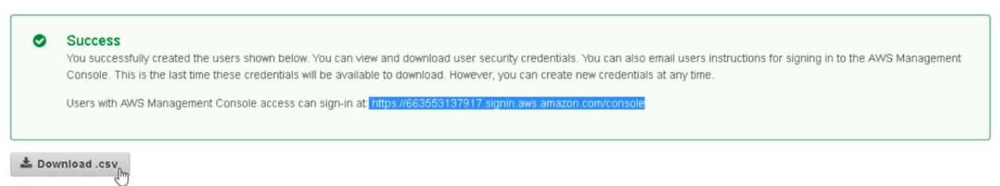 Success
You successfully created the users shown below. You can view and download user security credentials. You can also email users instructions for signing in to the AWS Management
Console. This is the last time these credentials will be available to download. However, you can create new credentials at any time.
Users with AWS Management Console access can sign-in at: https://663553137917.signin.aws.amazon.com/console
Download .csv